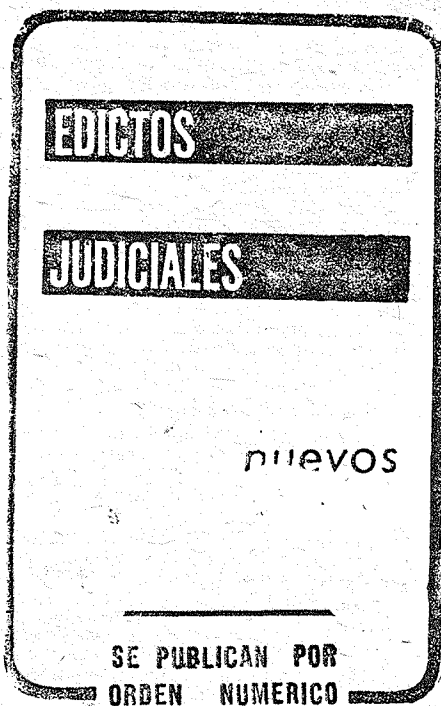 EDICTOS
JUDICIALES
nuevos
SE PUBLICAN POR
ORDEN NUMERICO